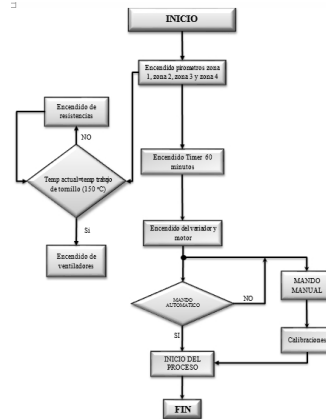 INICIO
Encendido pirometros zona
1, zona 2, zona 3 y zona 4
Encendido de
resistencias
NO
Temp actual=temp trabajo
de tornillo (150 ºC)
Si
Encendido de
ventiladores
Encendido Timer 60
minutos
Encendido del variador y
motor
MANDO
AUTOMATICO
NO
SI
MANDO
MANUAL
Calibraciones
INICIO DEL
PROCESO
FIN